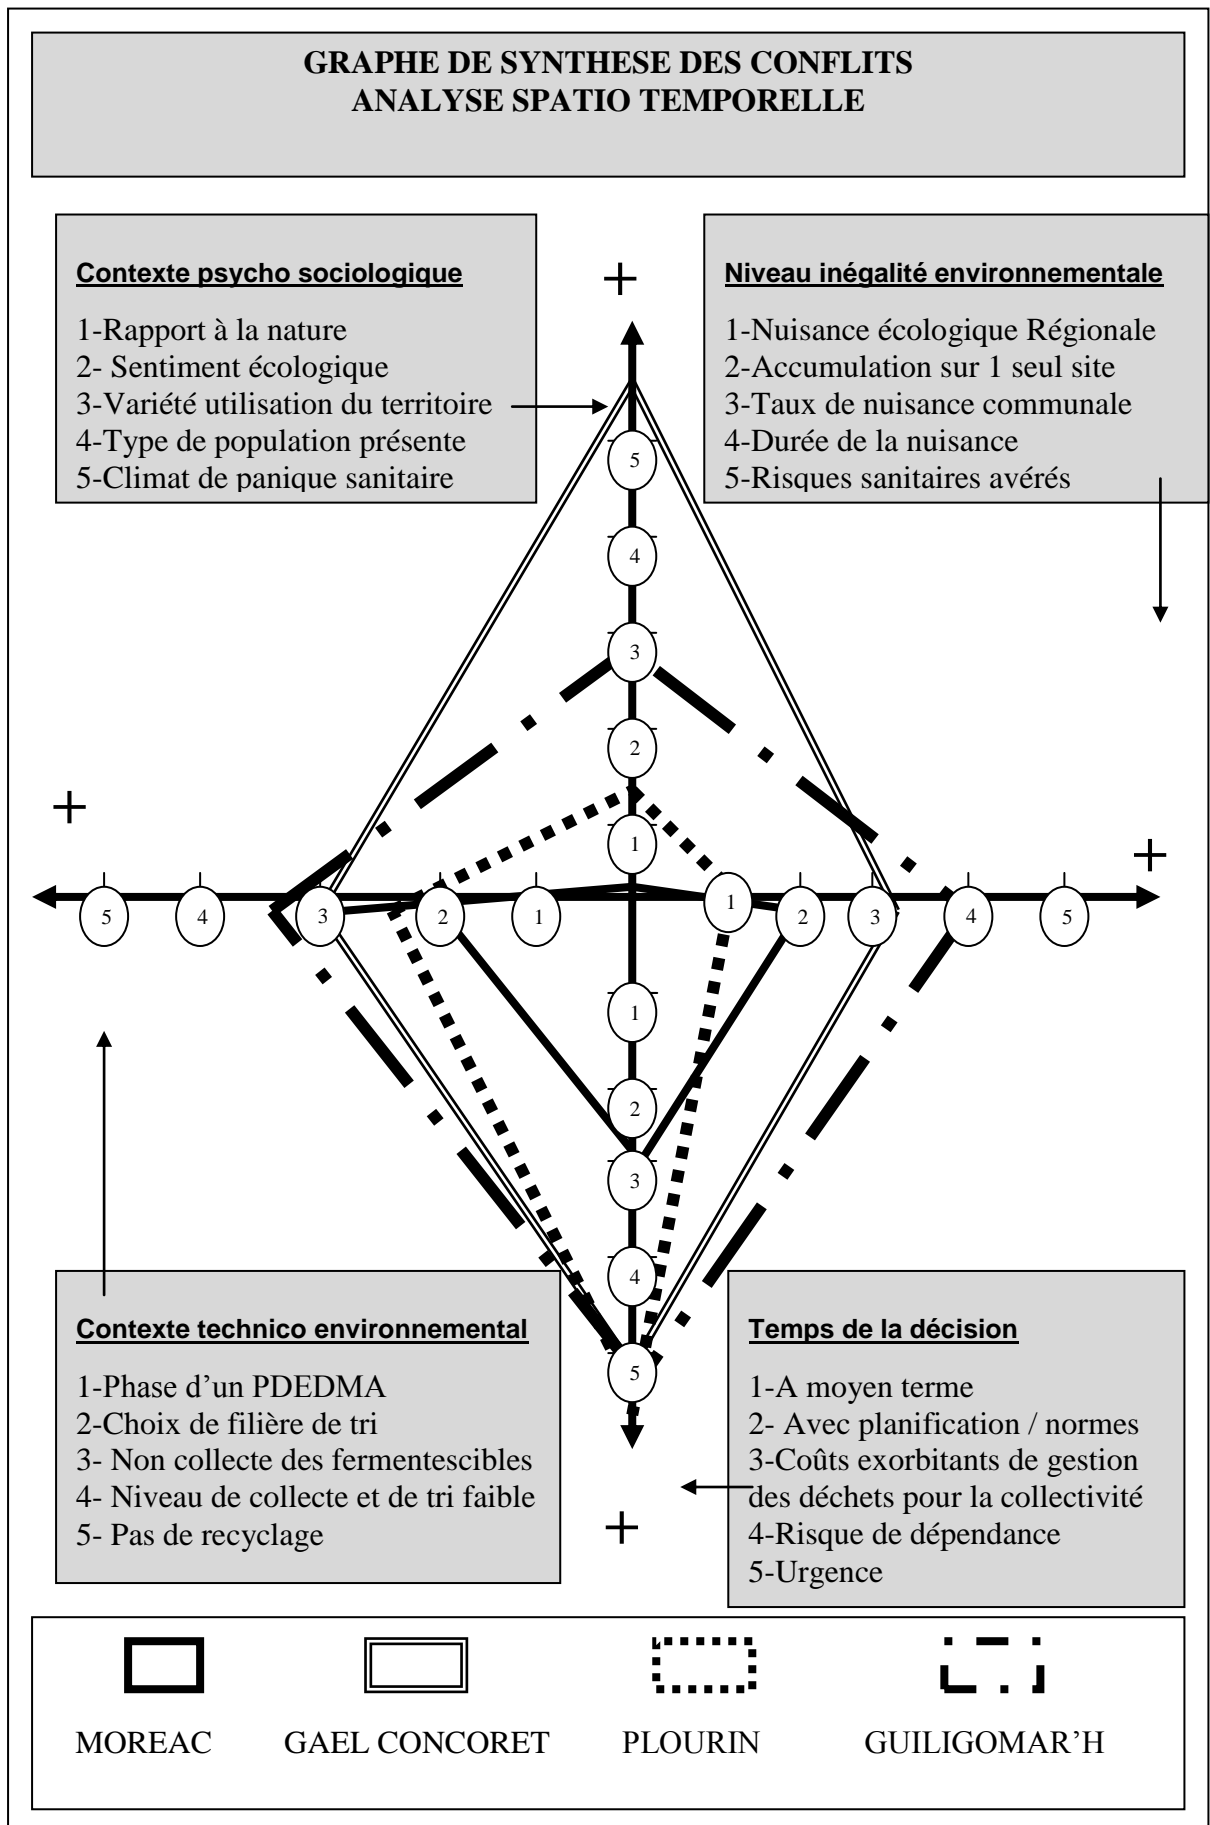 GRAPHE DE SYNTHESE DES CONFLITS
ANALYSE SPATIO TEMPORELLE
Contexte psycho sociologique
1-Rapport à la nature
2- Sentiment écologique
3-Variété utilisation du territoire
4-Type de population présente
5-Climat de panique sanitaire
+
Niveau inégalité environnementale
1-Nuisance écologique Régionale
2-Accumulation sur 1 seul site
3-Taux de nuisance communale
4-Durée de la nuisance
5-Risques sanitaires avérés
5
4
3
2
1
+
+
5 4 3 2 1 1 2 3 4 5
1
2
3
4
5
+
Contexte technico environnemental
1-Phase d’un PDEDMA
2-Choix de filière de tri
3- Non collecte des fermentescibles
4- Niveau de collecte et de tri faible
5- Pas de recyclage
Temps de la décision
1-A moyen terme
2- Avec planification / normes
3-Coûts exorbitants de gestion
des déchets pour la collectivité
4-Risque de dépendance
5-Urgence
MOREAC GAEL CONCORET PLOURIN GUILIGOMAR’H